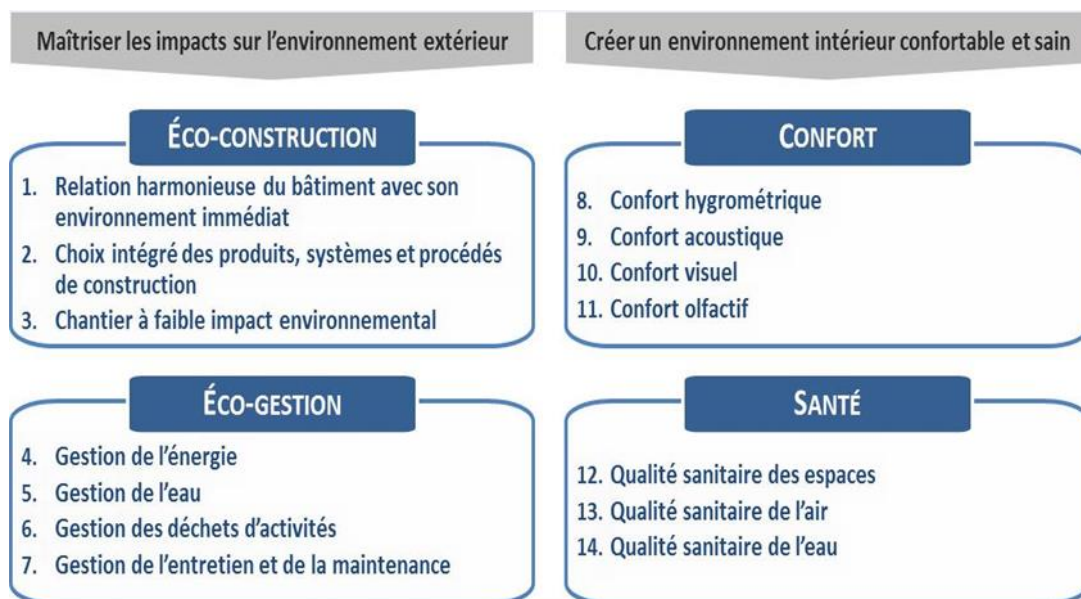 Maîtriser les impacts sur l'environnement extérieur
ÉCO-CONSTRUCTION
1. Relation harmonieuse du bâtiment avec son
environnement immédiat
2. Choix intégré des produits, systèmes et procédés
de construction
3. Chantier à faible impact environnemental
ÉCO-GESTION
4. Gestion de l'énergie
5. Gestion de l'eau
6. Gestion des déchets d'activités
7. Gestion de l'entretien et de la maintenance
Créer un environnement intérieur confortable et sain
CONFORT
8. Confort hygrométrique
9. Confort acoustique
10. Confort visuel
11. Confort olfactif
SANTÉ
12. Qualité sanitaire des espaces
13. Qualité sanitaire de l'air
14. Qualité sanitaire de l'eau